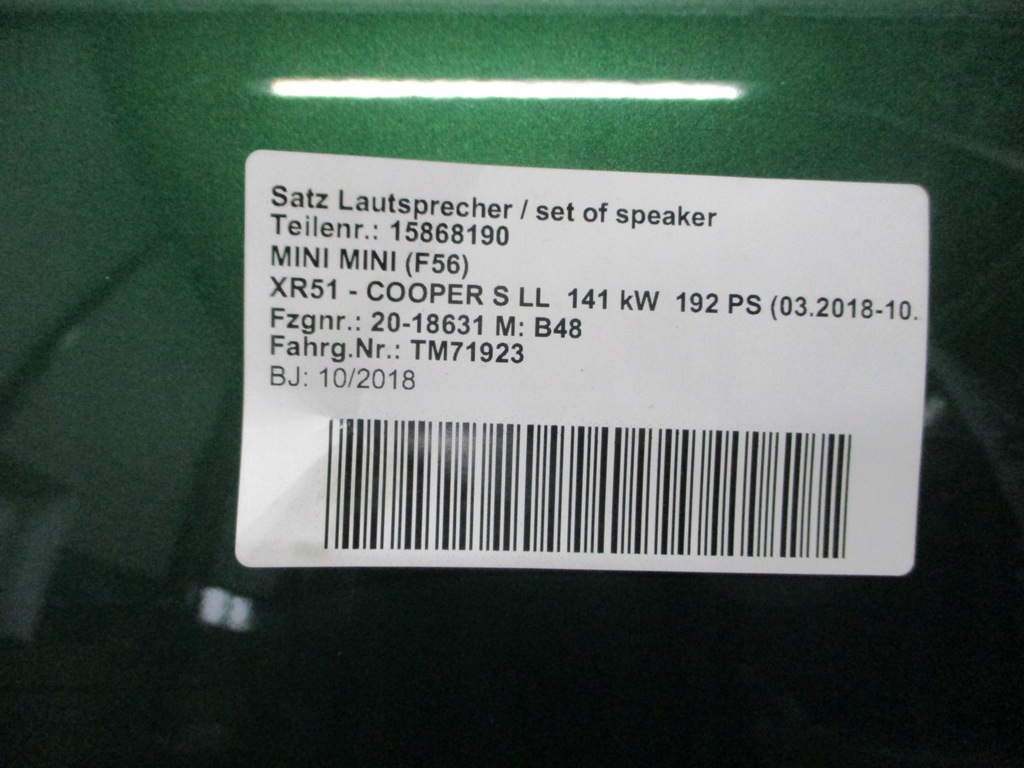 Satz Lautsprecher / set of speaker
Teilenr.: 15868190
MINI MINI (F56)
XR51 - COOPER S LL 141 kW 192 PS (03.2018-10.
Fzgnr.: 20-18631 M: B48
Fahrg.Nr.: TM71923
BJ: 10/2018